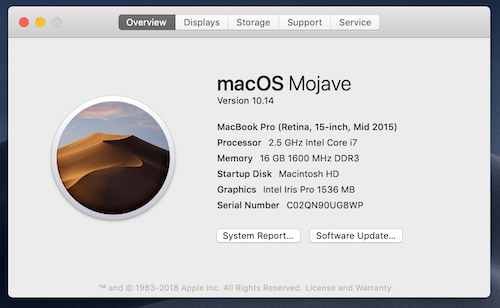 Overview Displays Storage Support Service
macOS Mojave
Version 10.14
MacBook Pro (Retina, 15-inch, Mid 2015)
Processor 2.5 GHz Intel Core i7
Memory 16 GB 1600 MHz DDR3
Startup Disk Macintosh HD
Graphics Intel Iris Pro 1536 MB
Serial Number C02QN90UG8WP
System Report... Software Update...
™ and © 1983-2018 Apple Inc. All Rights Reserved. License and Warranty